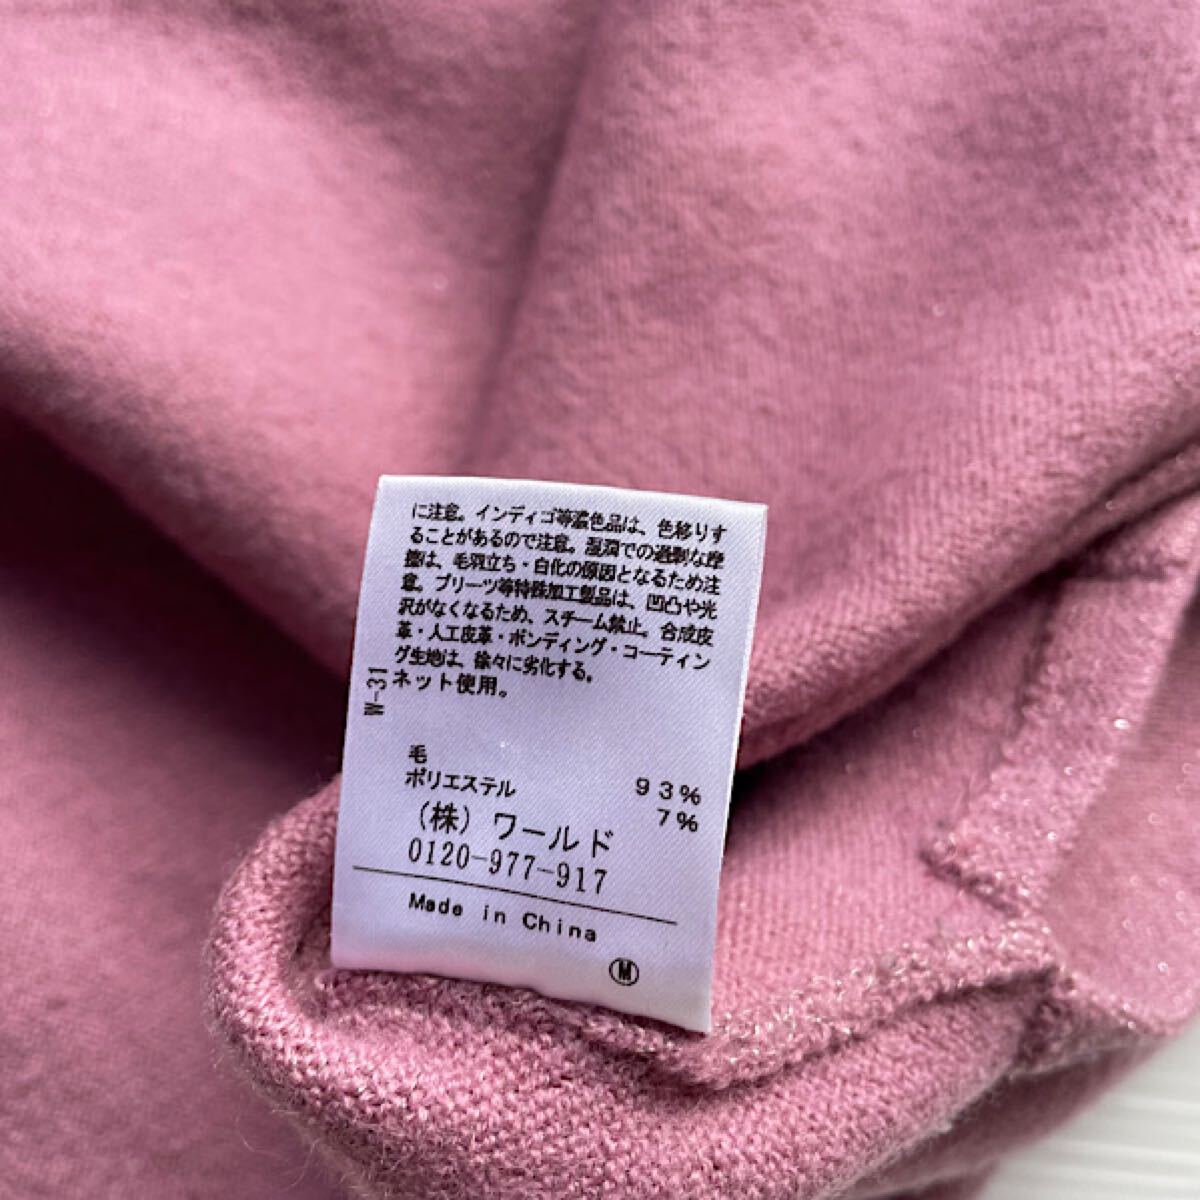 に注意。インディゴ等濃色品は、色移りす
ることがあるので注意。湿潤での過剰な摩
擦は、毛羽立ち・白化の原因となるため注
意。プリーツ等特殊加工製品は、凹凸や光
沢がなくなるため、スチーム禁止。合成皮
革・人工皮革・ボンディング・コーティン
グ生地は、徐々に劣化する。
ネット使用。
W-31
毛 93%
ポリエステル 7%
(株) ワールド
0120-977-917
Made in China
Ⓜ